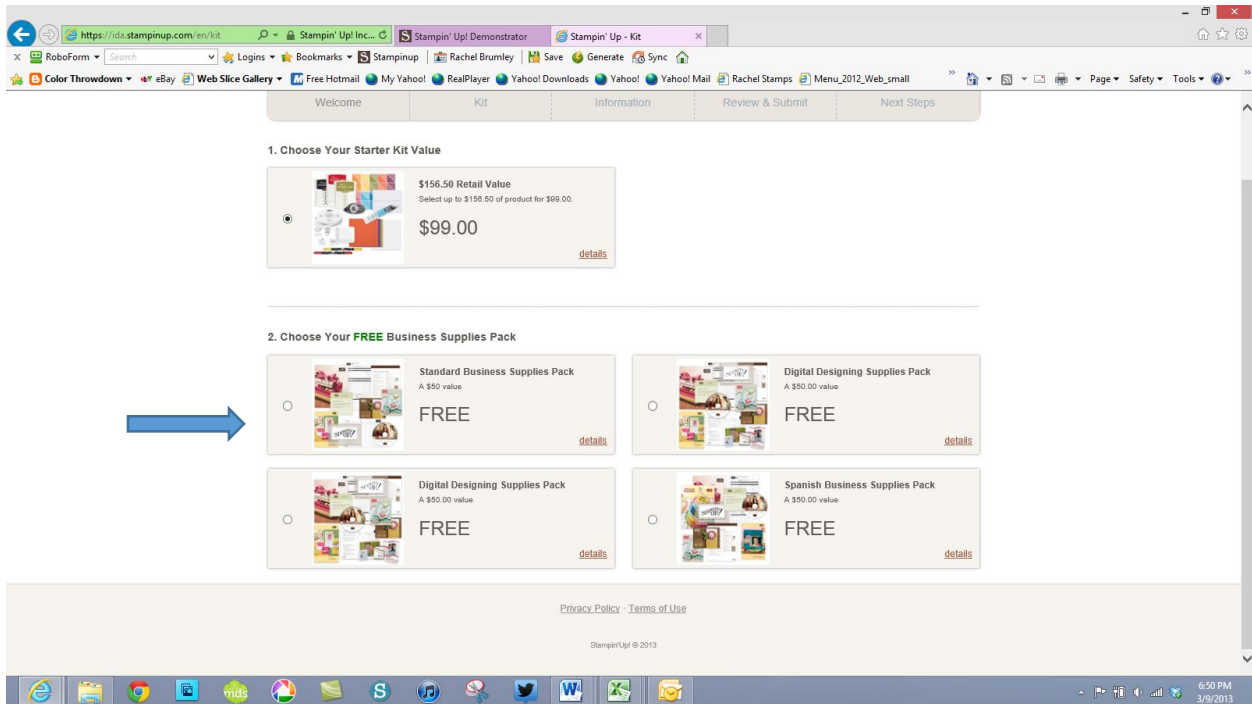 https://ida.stampinup.com/en/kit
Stampin' Up! Inc...
Stampin' Up! Demonstrator
Stampin' Up - Kit
x RoboForm Search Logins Bookmarks Stampinup Rachel Brumley Save Generate Sync
Color Throwdown eBay Web Slice Gallery Free Hotmail My Yahoo! RealPlayer Yahoo! Downloads Yahoo! Yahoo! Mail Rachel Stamps Menu_2012_Web_small » Page Safety Tools »
Welcome Kit Information Review & Submit Next Steps
1. Choose Your Starter Kit Value
$156.50 Retail Value
Select up to $156.50 of product for $99.00.
$99.00
details
2. Choose Your FREE Business Supplies Pack
Standard Business Supplies Pack
A $50 value
FREE
details
Digital Designing Supplies Pack
A $50.00 value
FREE
details
Digital Designing Supplies Pack
A $50.00 value
FREE
details
Spanish Business Supplies Pack
A $50.00 value
FREE
details
Privacy Policy · Terms of Use
Stampin'Up! © 2013
mds
S
W
6:50 PM
3/9/2013